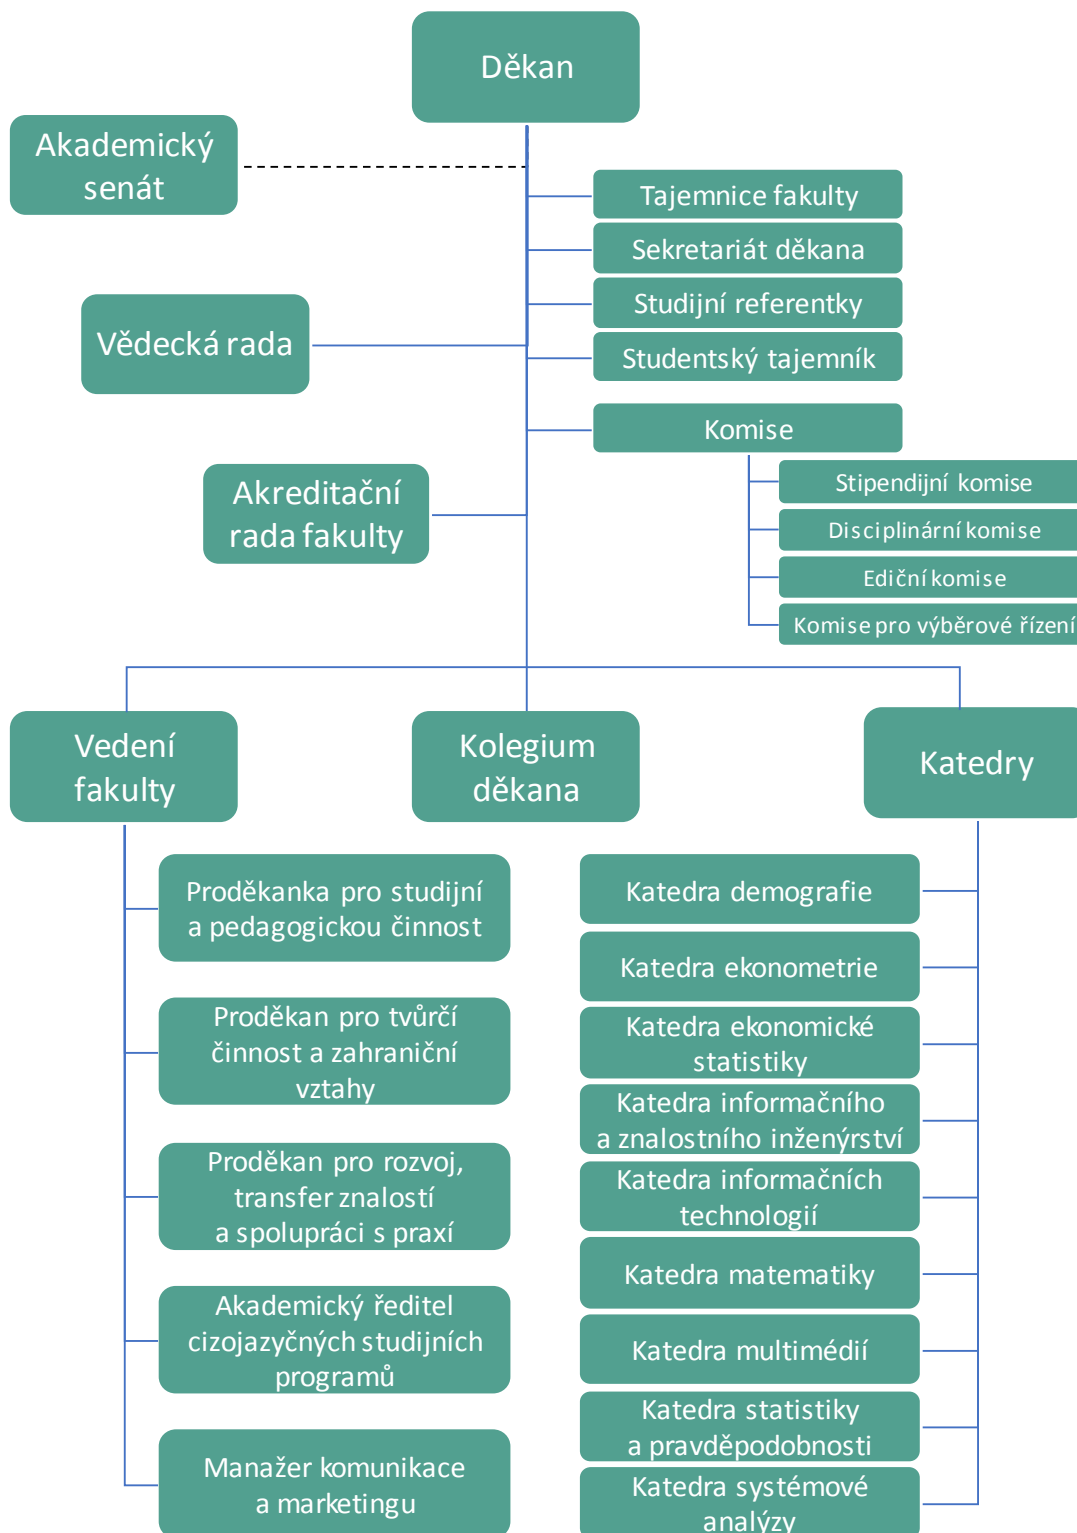 Děkan
Akademický
senát
Tajemnice fakulty
Sekretariát děkana
Studijní referentky
Vědecká rada
Studentský tajemník
Komise
Akreditační
rada fakulty
Stipendijní komise
Disciplinární komise
Ediční komise
Komise pro výběrové řízení
Vedení
fakulty
Kolegium
děkana
Katedry
Proděkanka pro studijní
a pedagogickou činnost
Proděkan pro tvůrčí
činnost a zahraniční
vztahy
Proděkan pro rozvoj,
transfer znalostí
a spolupráci s praxí
Akademický ředitel
cizojazyčných studijních
programů
Manažer komunikace
a marketingu
Katedra demografie
Katedra ekonometrie
Katedra ekonomické
statistiky
Katedra informačního
a znalostního inženýrství
Katedra informačních
technologií
Katedra matematiky
Katedra multimédií
Katedra statistiky
a pravděpodobnosti
Katedra systémové
analýzy